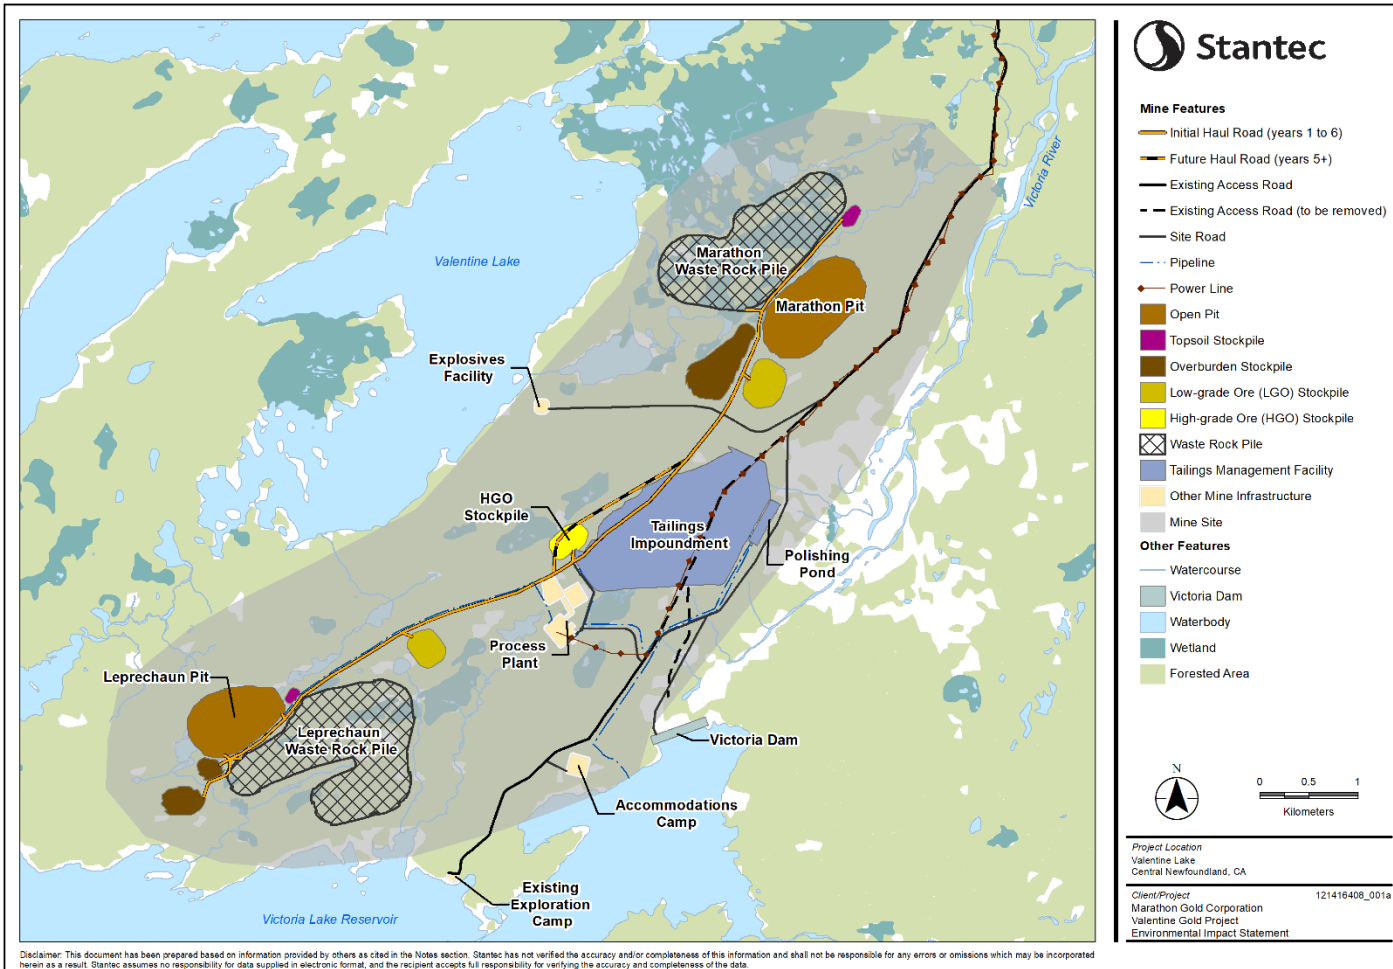 Stantec
Mine Features
Initial Haul Road (years 1 to 6)
Future Haul Road (years 5+)
Existing Access Road
Existing Access Road (to be removed)
Site Road
Pipeline
Power Line
Open Pit
Topsoil Stockpile
Overburden Stockpile
Low-grade Ore (LGO) Stockpile
High-grade Ore (HGO) Stockpile
Waste Rock Pile
Tailings Management Facility
Other Mine Infrastructure
Mine Site
Other Features
Watercourse
Victoria Dam
Waterbody
Wetland
Forested Area
Victoria River
Valentine Lake
Marathon
Waste Rock Pile
Marathon Pit
Explosives
Facility
HGO
Stockpile
Tailings
Impoundment
Polishing
Pond
Process
Plant
Leprechaun Pit
Leprechaun
Waste Rock Pile
Victoria Dam
Accommodations
Camp
Existing
Exploration
Camp
Victoria Lake Reservoir
N
0 0.5 1
Kilometers
Project Location
Valentine Lake
Central Newfoundland, CA
Client/Project 121416408_001a
Marathon Gold Corporation
Valentine Gold Project
Environmental Impact Statement
Disclaimer: This document has been prepared based on information provided by others as cited in the Notes section. Stantec has not verified the accuracy and/or completeness of this information and shall not be responsible for any errors or omissions which may be incorporated
herein as a result. Stantec assumes no responsibility for data supplied in electronic format, and the recipient accepts full responsibility for verifying the accuracy and completeness of the data.